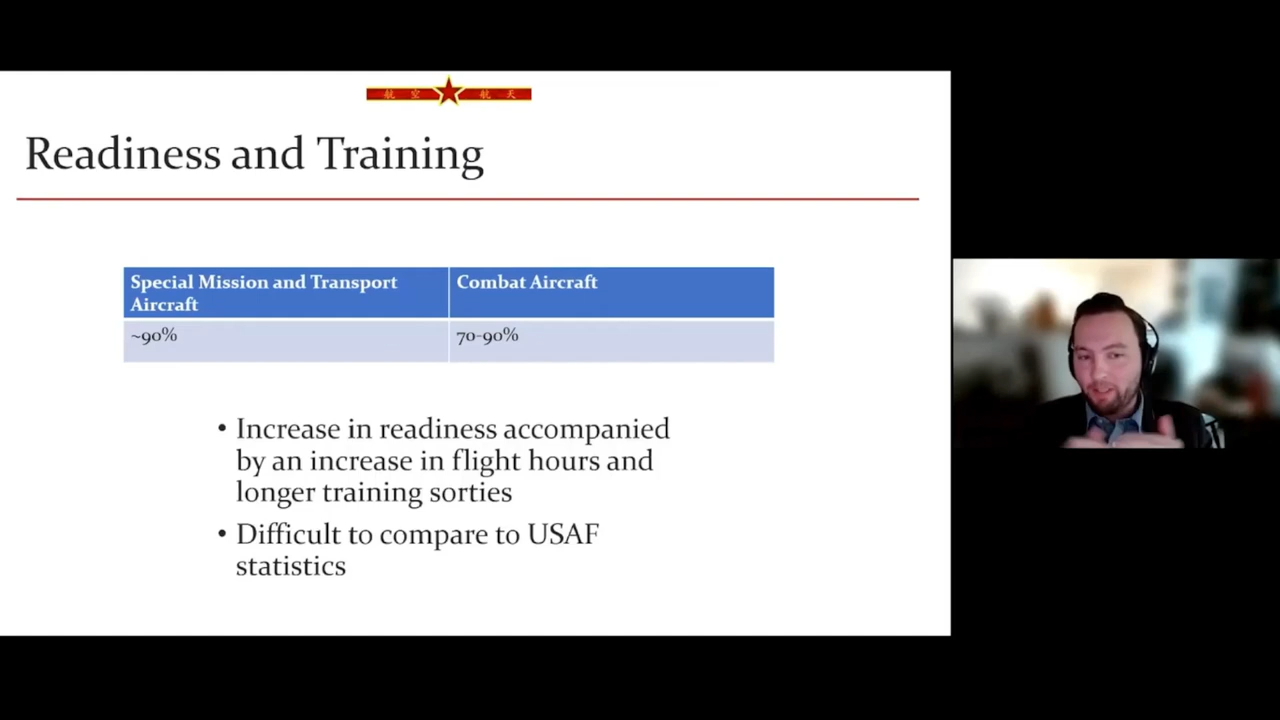 航空 航天
Readiness and Training
Special Mission and Transport
Aircraft
Combat Aircraft
~90%
70-90%
• Increase in readiness accompanied
by an increase in flight hours and
longer training sorties
• Difficult to compare to USAF
statistics